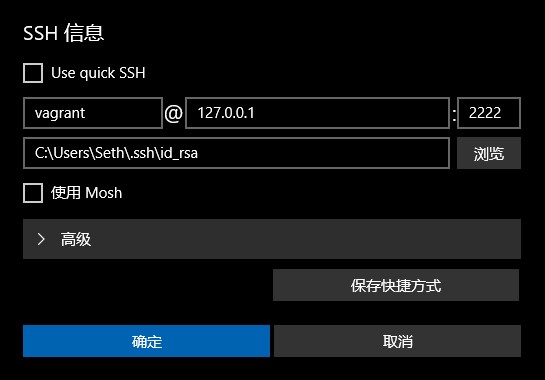 SSH 信息
Use quick SSH
vagrant @ 127.0.0.1 : 2222
C:\Users\Seth\.ssh\id_rsa 浏览
使用 Mosh
高级
保存快捷方式
确定 取消